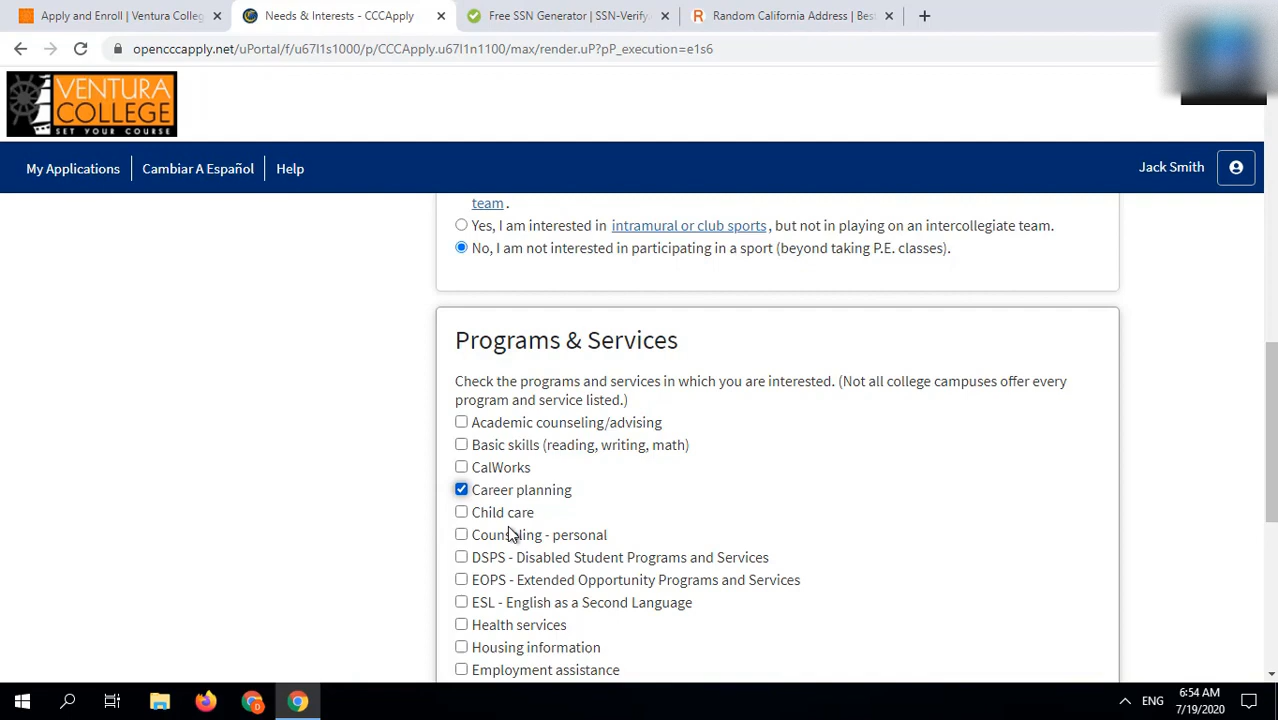 Apply and Enroll | Ventura Colleg
Needs & Interests - CCCApply
Free SSN Generator | SSN-Verify.
Random California Address | Best
opencccapply.net/uPortal/f/u67l1s1000/p/CCCApply.u67l1n1100/max/render.uP?pP_execution=e1s6
VENTURA
COLLEGE
SET YOUR COURSE
My Applications
Cambiar A Español
Help
Jack Smith
team .
Yes, I am interested in intramural or club sports , but not in playing on an intercollegiate team.
No, I am not interested in participating in a sport (beyond taking P.E. classes).
Programs & Services
Check the programs and services in which you are interested. (Not all college campuses offer every
program and service listed.)
Academic counseling/advising
Basic skills (reading, writing, math)
CalWorks
Career planning
Child care
Counseling - personal
DSPS - Disabled Student Programs and Services
EOPS - Extended Opportunity Programs and Services
ESL - English as a Second Language
Health services
Housing information
Employment assistance
ENG
6:54 AM
7/19/2020